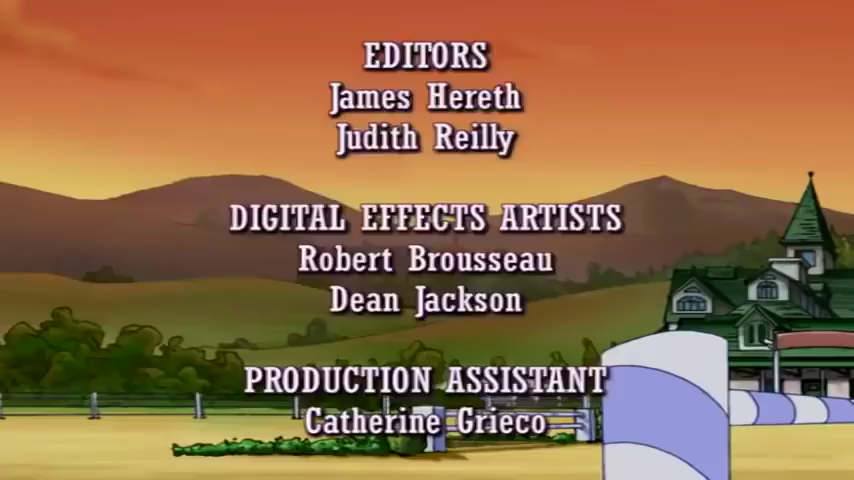 EDITORS
James Hereth
Judith Reilly
DIGITAL EFFECTS ARTISTS
Robert Brousseau
Dean Jackson
PRODUCTION ASSISTANT
Catherine Grieco